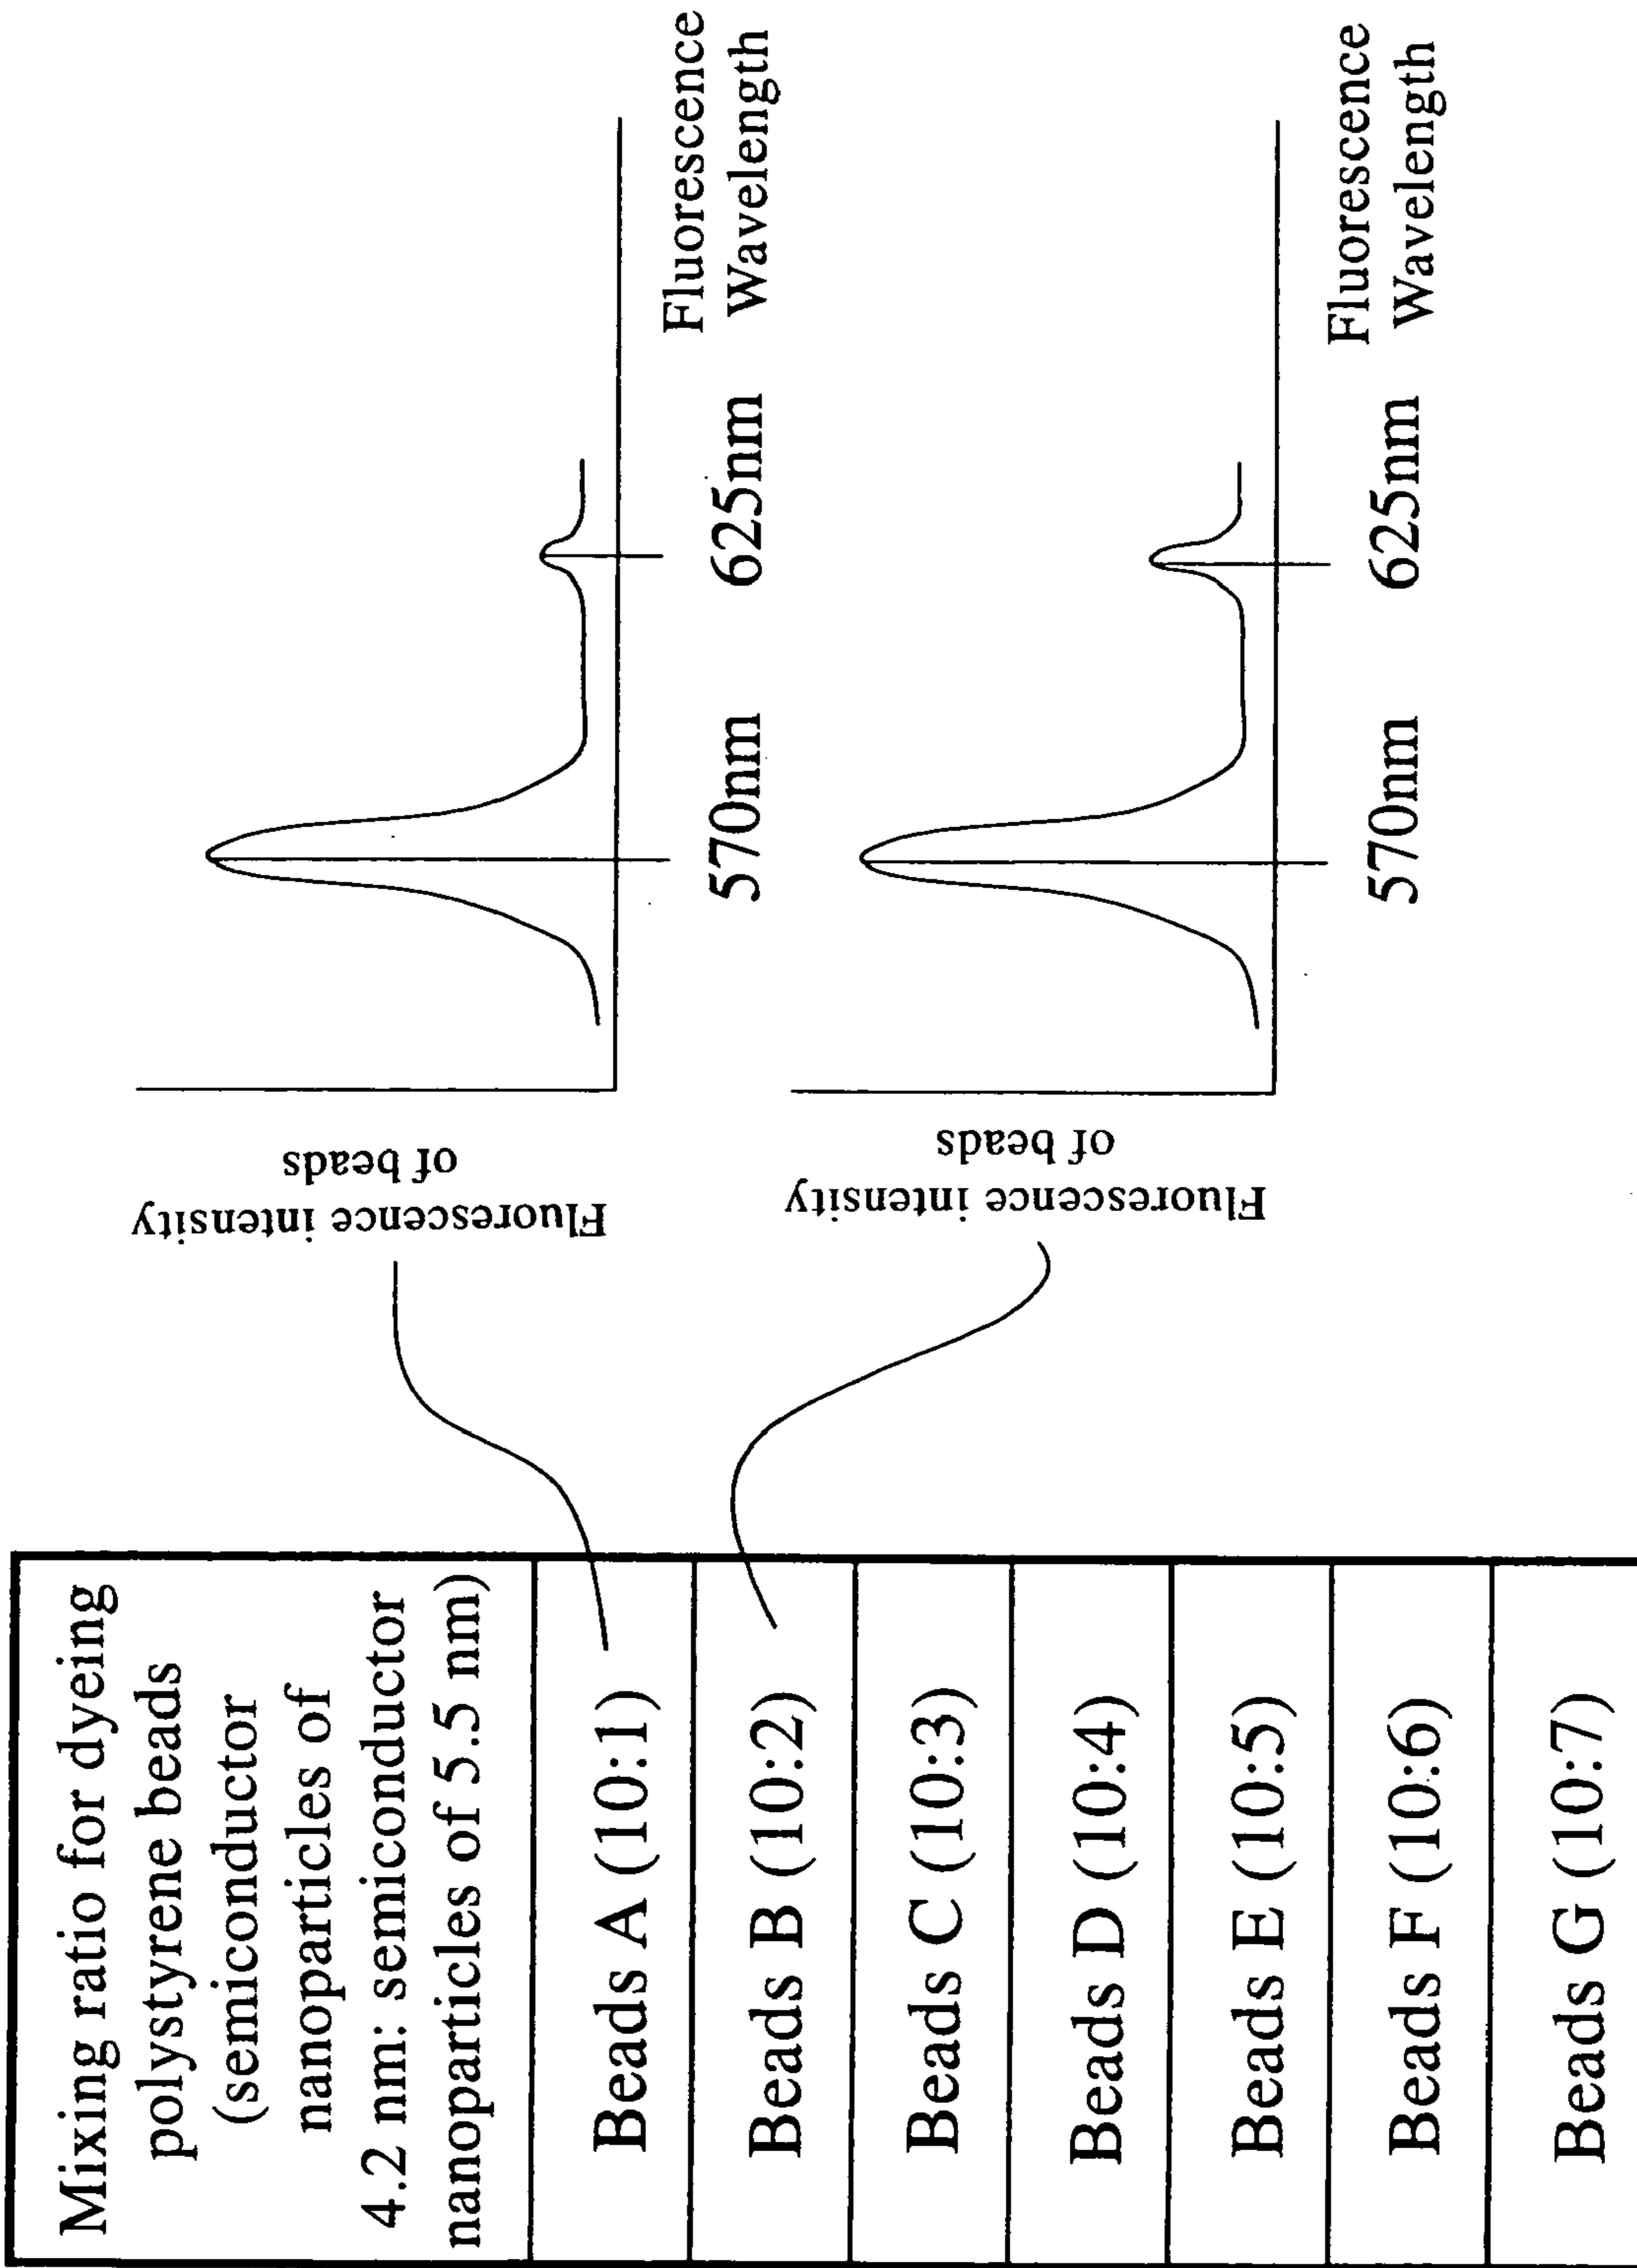 Mixing ratio for dyeing
polystyrene beads
(semiconductor
nanoparticles of
4.2 nm: semiconductor
nanoparticles of 5.5 nm)
Beads A (10:1)
Beads B (10:2)
Beads C (10:3)
Beads D (10:4)
Beads E (10:5)
Beads F (10:6)
Beads G (10:7)
Fluorescence intensity
of beads
570nm
625nm
Fluorescence
Wavelength
Fluorescence intensity
of beads
570nm
625nm
Fluorescence
Wavelength